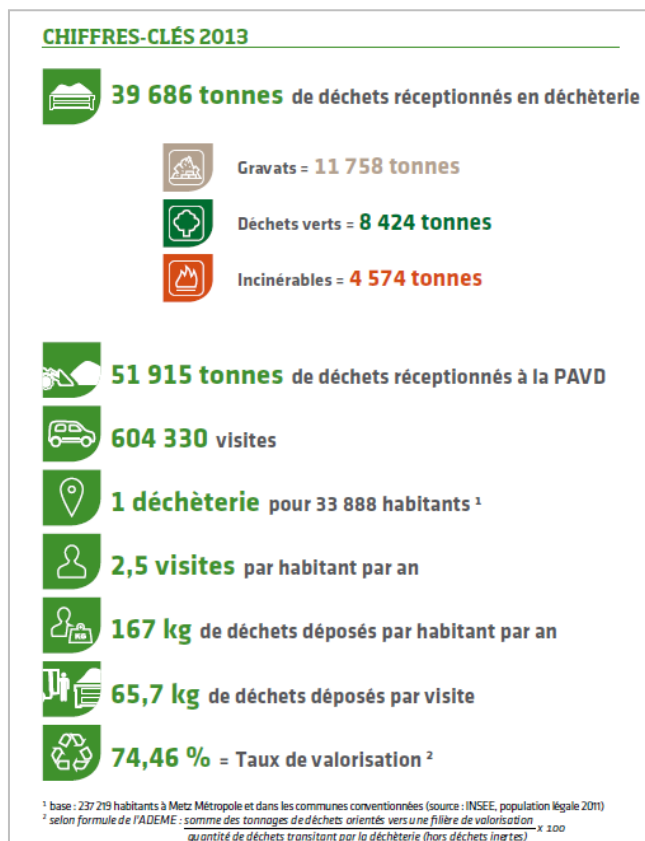 CHIFFRES-CLÉS 2013
39 686 tonnes de déchets réceptionnés en déchèterie
Gravats = 11 758 tonnes
Déchets verts = 8 424 tonnes
Incinérables = 4 574 tonnes
51 915 tonnes de déchets réceptionnés à la PAVD
604 330 visites
1 déchèterie pour 33 888 habitants ¹
2,5 visites par habitant par an
KG
167 kg de déchets déposés par habitant par an
65,7 kg de déchets déposés par visite
74,46 % = Taux de valorisation ²
¹ base : 237 219 habitants à Metz Métropole et dans les communes conventionnées (source : INSEE, population légale 2011)
² selon formule de l'ADEME : somme des tonnages de déchets orientés vers une filière de valorisation x 100
quantité de déchets transitant par la déchèterie (hors déchets inertes)